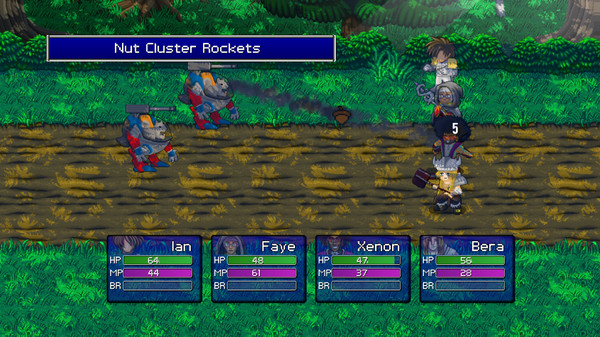 Nut Cluster Rockets
5
Ian Faye Xenon Bera
HP 64 HP 48 HP 47 HP 56
MP 44 MP 61 MP 37 MP 28
BR BR BR BR